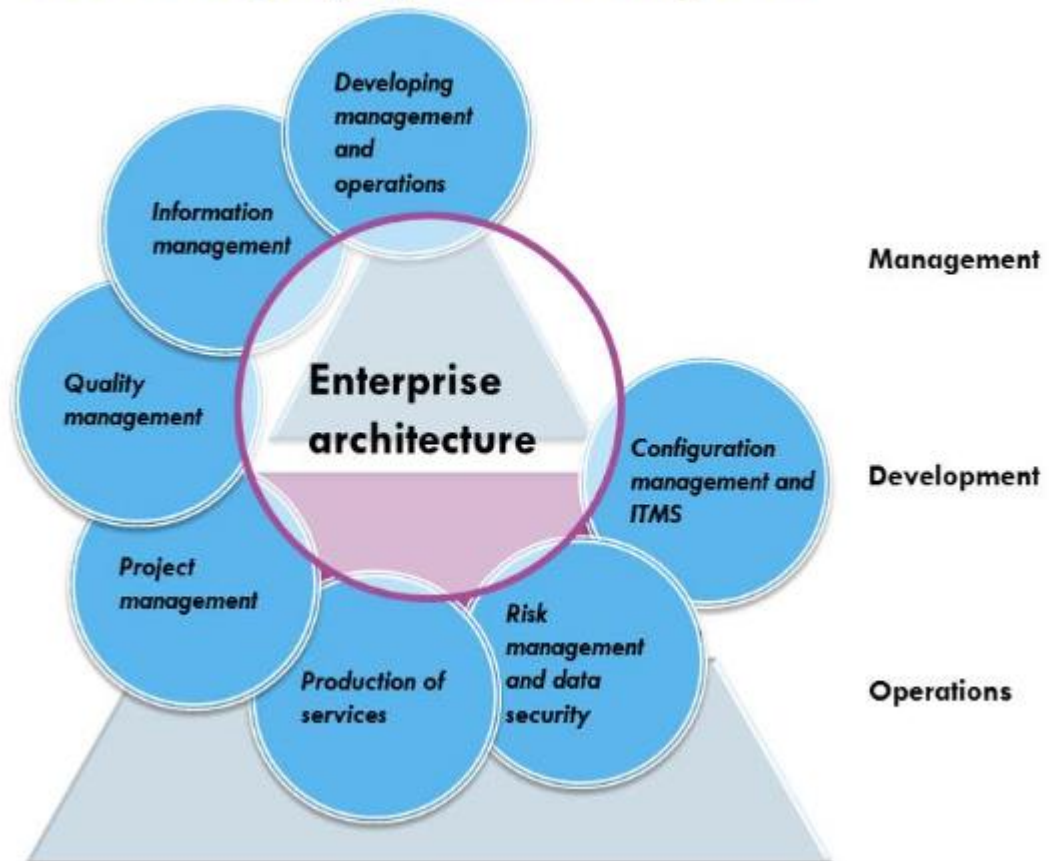 Developing
management
and
operations
Information
management
Quality
management
Project
management
Production of
services
Risk
management
and data
security
Configuration
management and
ITMS
Enterprise
architecture
Management
Development
Operations